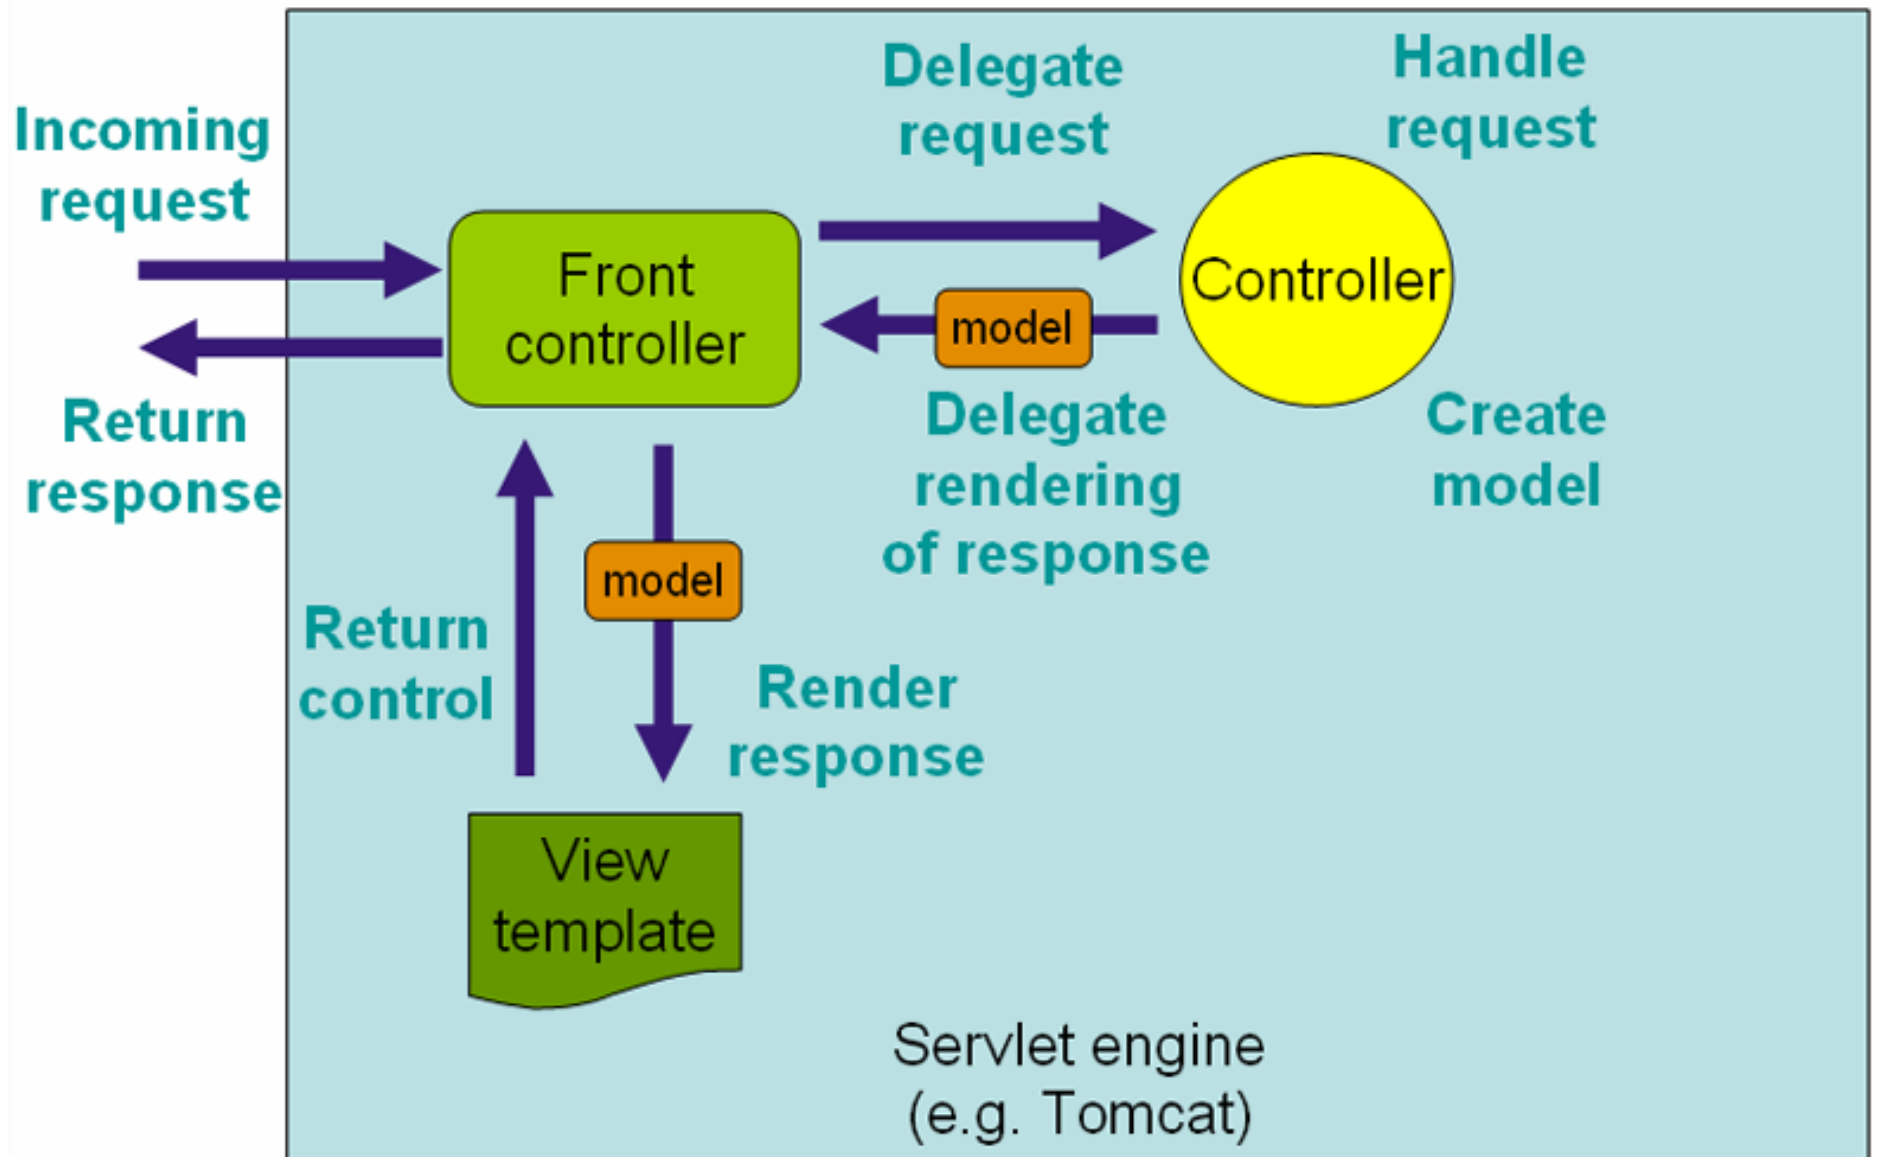 Incoming
request
Return
response
Delegate
request
Handle
request
Front
controller
model
Controller
Delegate
rendering
of response
Create
model
Return
control
model
Render
response
View
template
Servlet engine
(e.g. Tomcat)